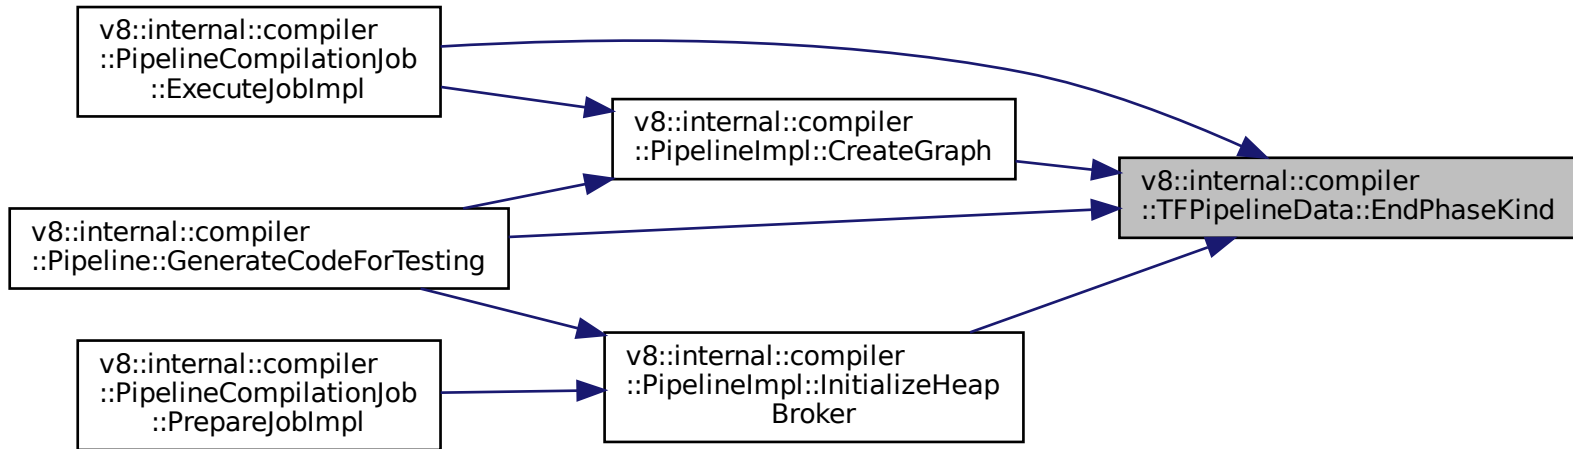 v8::internal::compiler
::PipelineCompilationJob
::ExecuteJobImpl
v8::internal::compiler
::PipelineImpl::CreateGraph
v8::internal::compiler
::TFPipelineData::EndPhaseKind
v8::internal::compiler
::Pipeline::GenerateCodeForTesting
v8::internal::compiler
::PipelineImpl::InitializeHeap
Broker
v8::internal::compiler
::PipelineCompilationJob
::PrepareJobImpl